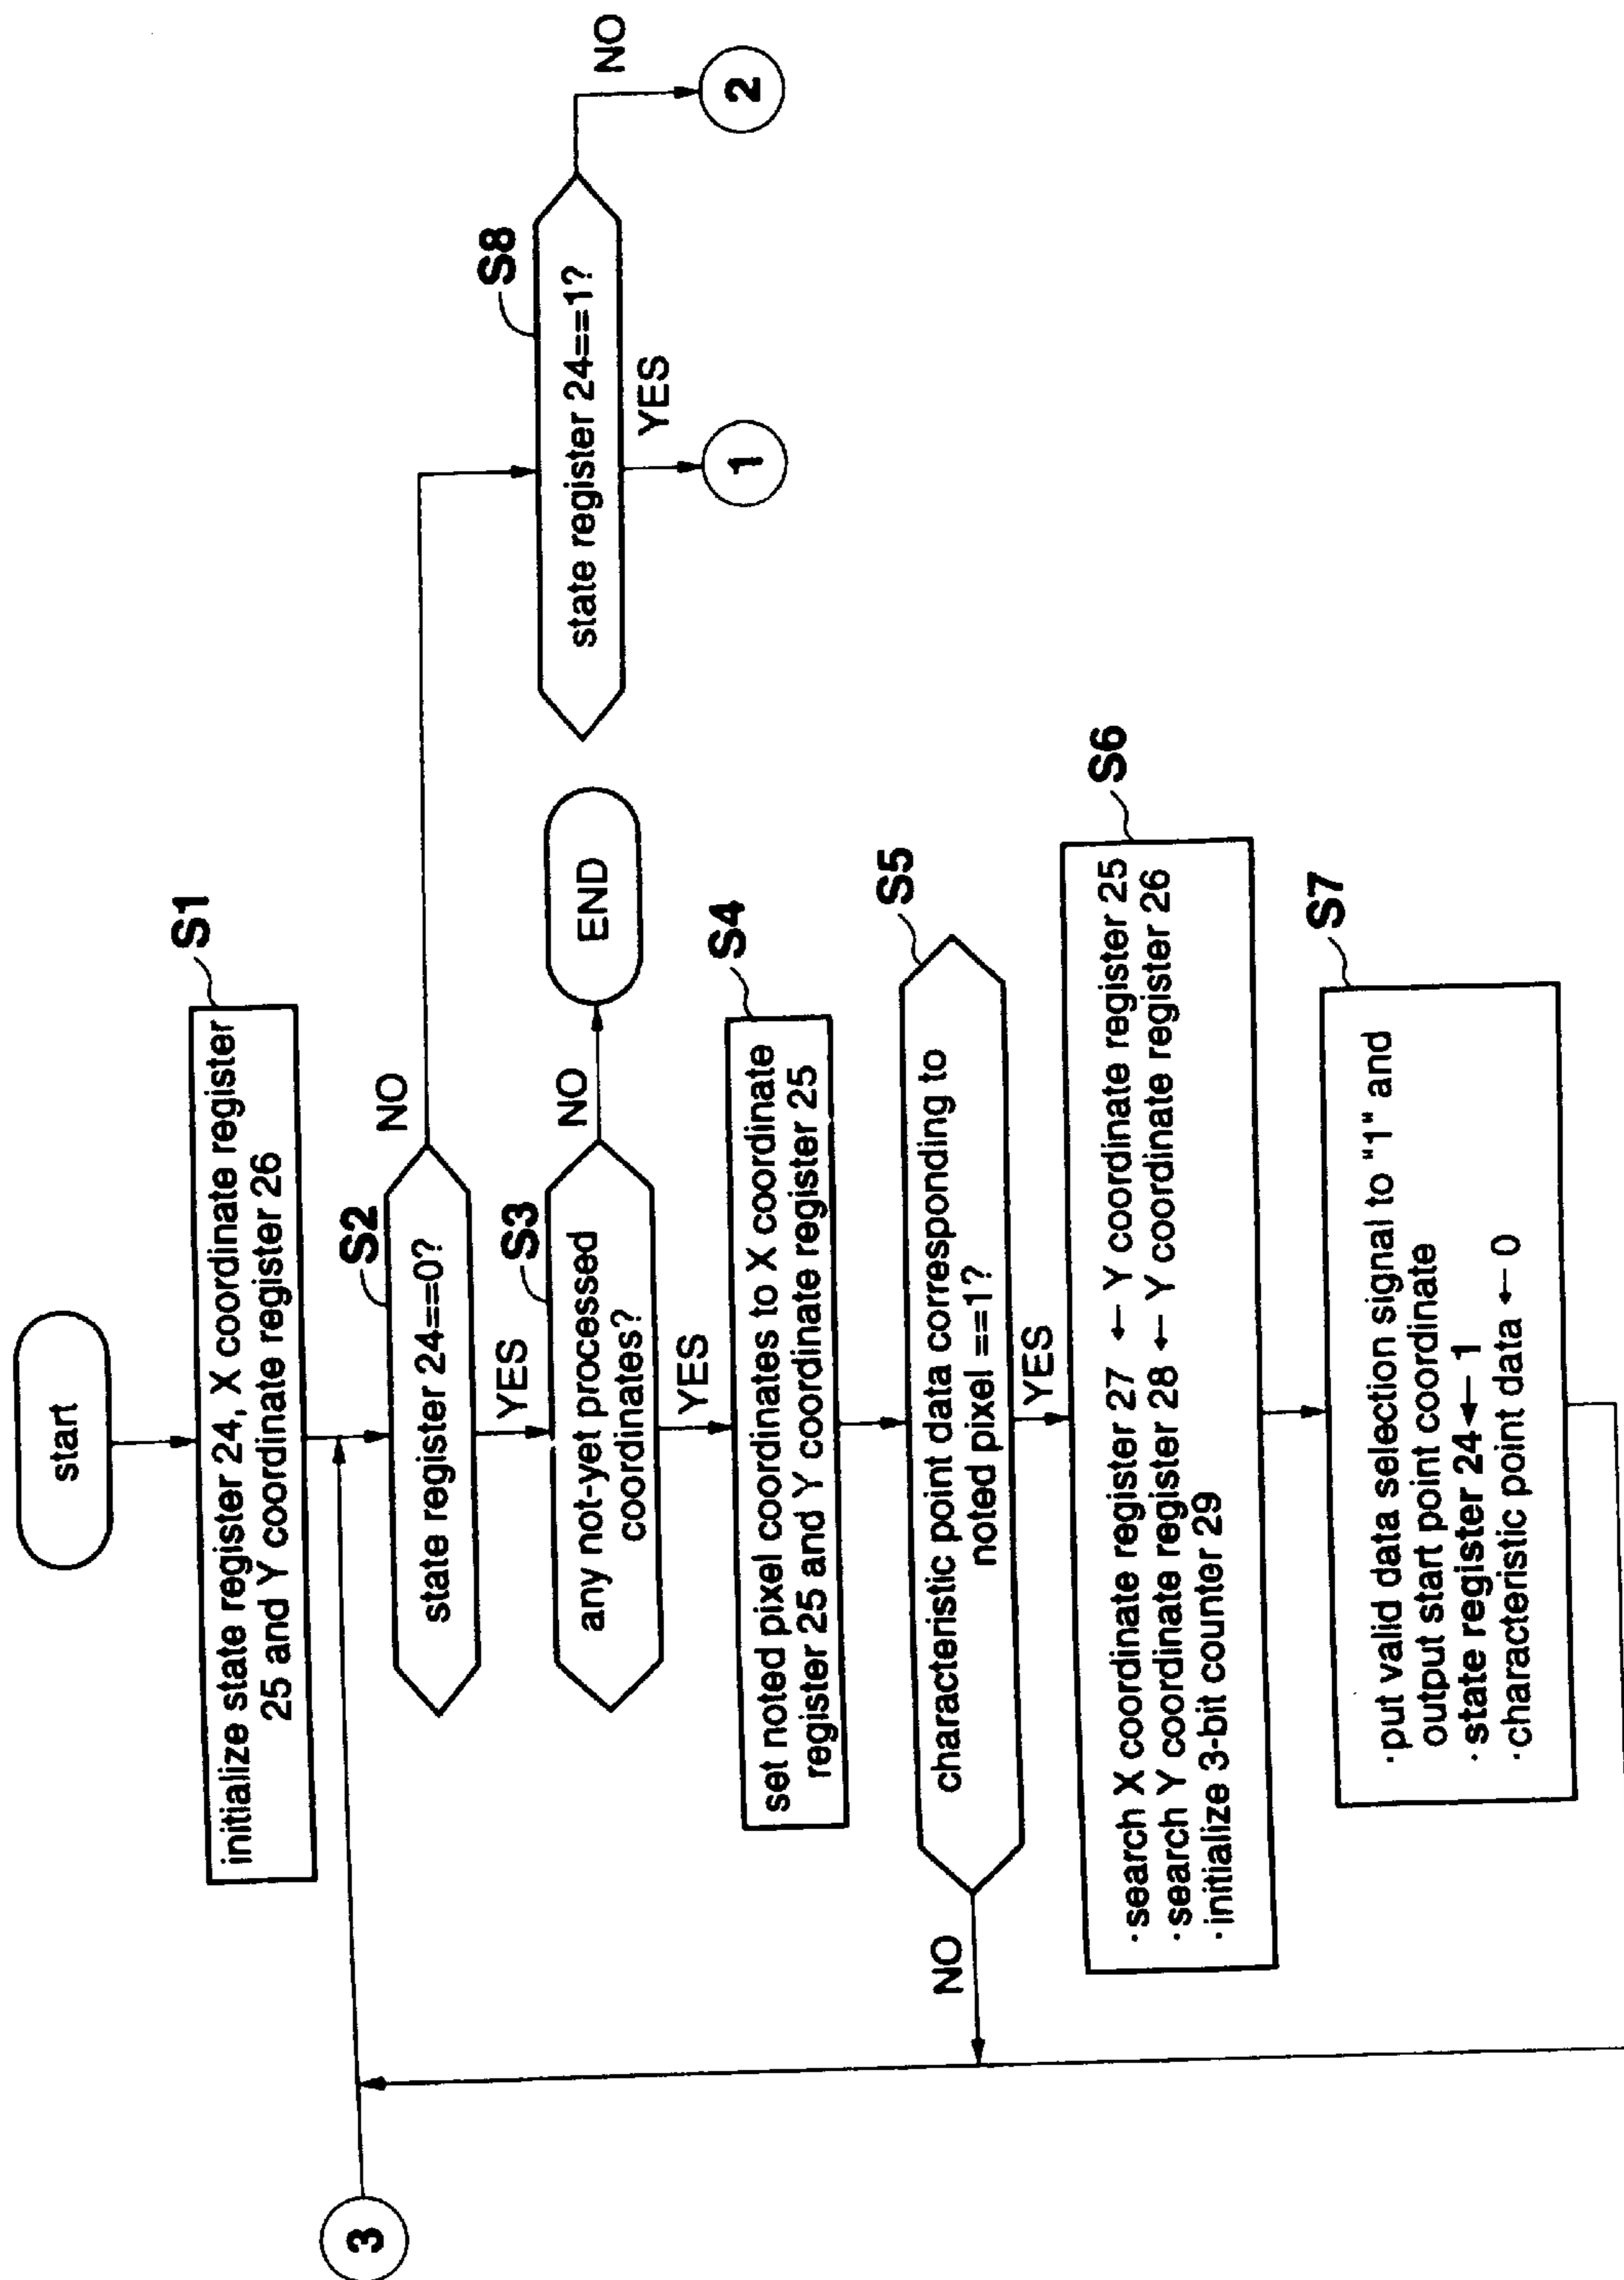 start
S1
initialize state register 24, X coordinate register
25 and Y coordinate register 26
3
S2
state register 24==0?
NO
YES
S8
state register 24==1?
NO
YES
1
2
S3
any not-yet processed
coordinates?
NO
END
YES
S4
set noted pixel coordinates to X coordinate
register 25 and Y coordinate register 25
S5
characteristic point data corresponding to
noted pixel ==1?
NO
YES
S6
·search X coordinate register 27 ← Y coordinate register 25
·search Y coordinate register 28 ← Y coordinate register 26
·initialize 3-bit counter 29
S7
·put valid data selection signal to "1" and
output start point coordinate
·state register 24 ← 1
·characteristic point data ← 0